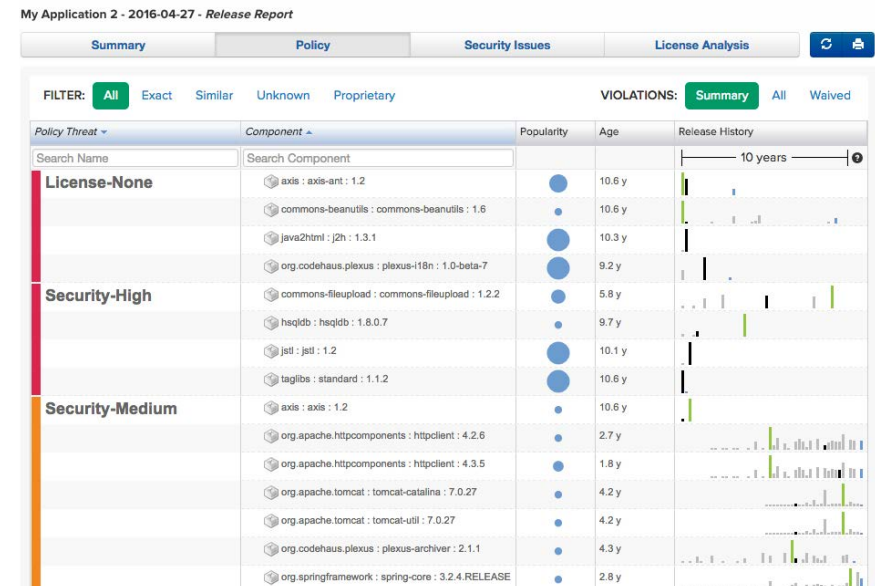 My Application 2 - 2016-04-27 - Release Report
Summary Policy Security Issues License Analysis
FILTER: All Exact Similar Unknown Proprietary VIOLATIONS: Summary All Waived
Policy Threat Component Popularity Age Release History
Search Name Search Component 10 years ?
License-None axis : axis-ant : 1.2 10.6 y
commons-beanutils : commons-beanutils : 1.6 10.6 y
java2html : j2h : 1.3.1 10.3 y
org.codehaus.plexus : plexus-i18n : 1.0-beta-7 9.2 y
Security-High commons-fileupload : commons-fileupload : 1.2.2 5.8 y
hsqldb : hsqldb : 1.8.0.7 9.7 y
jstl : jstl : 1.2 10.1 y
taglibs : standard : 1.1.2 10.6 y
Security-Medium axis : axis : 1.2 10.6 y
org.apache.httpcomponents : httpclient : 4.2.6 2.7 y
org.apache.httpcomponents : httpclient : 4.3.5 1.8 y
org.apache.tomcat : tomcat-catalina : 7.0.27 4.2 y
org.apache.tomcat : tomcat-util : 7.0.27 4.2 y
org.codehaus.plexus : plexus-archiver : 2.1.1 4.3 y
org.springframework : spring-core : 3.2.4.RELEASE 2.8 y